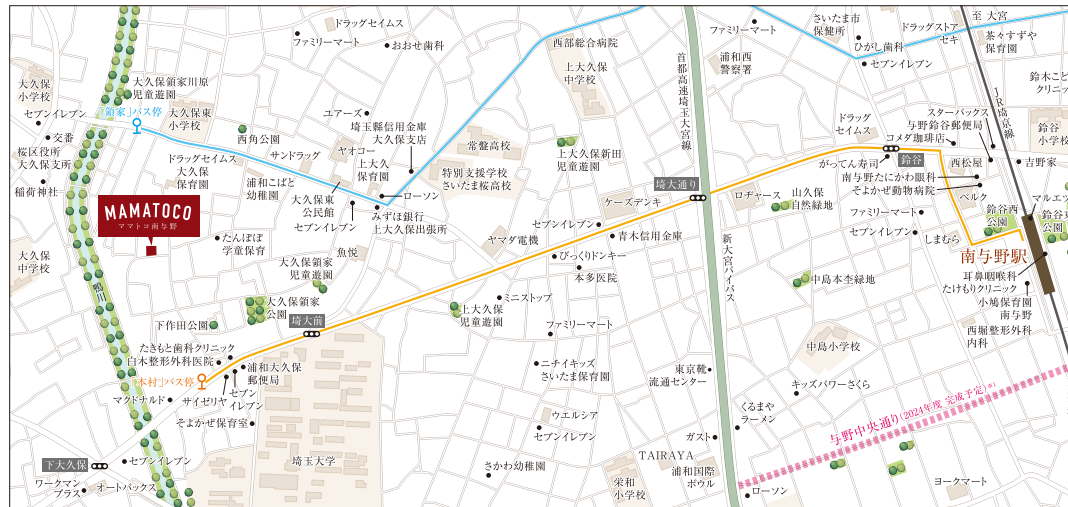 ドラッグセイムス
ファミリーマート
おおせ歯科
西部総合病院
ファミリーマート
さいたま市
保健所
ひがし歯科
セブンイレブン
ドラッグストア
セキ
至 大宮
茶々すずや
保育園
大久保
小学校
大久保領家川原
児童遊園
上大久保
中学校
首都高速埼玉大宮線
浦和西
警察署
JR埼京線
鈴木こど
クリニック
セブンイレブン
「領家」バス停
大久保東
小学校
ユアーズ
埼玉縣信用金庫
大久保支店
スターバックス
与野鈴谷郵便局
コメダ珈琲店
ドラッグ
セイムス
鈴谷
小学校
交番
桜区役所
大久保支所
西角公園
サンドラッグ
ヤオコー
常盤高校
上大久保新田
児童遊園
がってん寿司
鈴谷
西松屋
吉野家
稲荷神社
ドラッグセイムス
大久保
保育園
浦和こばと
幼稚園
上大久保
保育園
特別支援学校
さいたま桜高校
埼大通り
南与野たにかわ眼科
そよかぜ動物病院
ベルク
マルエツ
MAMATOCO
ママトコ南与野
大久保東
公民館
ローソン
みずほ銀行
上大久保出張所
セブンイレブン
ケーズデンキ
ロヂャース
山久保
自然緑地
ファミリーマート
セブンイレブン
しまむら
鈴谷西
公園
鈴谷東
公園
たんぽぽ
学童保育
魚悦
ヤマダ電機
セブンイレブン
青木信用金庫
新大宮バイパス
南与野駅
大久保
中学校
大久保領家
児童遊園
びっくりドンキー
本多医院
中島本杢緑地
耳鼻咽喉科
たけもりクリニック
鴨川
大久保領家
公園
ミニストップ
小鳩保育園
南与野
下作田公園
埼大前
上大久保
児童遊園
ファミリーマート
西堀整形外科
内科
たきもと歯科クリニック
白木整形外科医院
浦和大久保
郵便局
中島小学校
「本村」バス停
マクドナルド
サイゼリヤ
セブン
イレブン
ニチイキッズ
さいたま保育園
東京靴
流通センター
キッズパワーさくら
そよかぜ保育室
ウエルシア
セブンイレブン
くるまや
ラーメン
与野中央通り(2024年度 完成予定)※1
下大久保
セブンイレブン
埼玉大学
ガスト
TAIRAYA
ワークマン
プラス
オートバックス
さかわ幼稚園
栄和
小学校
浦和国際
ボウル
ローソン
ヨークマート